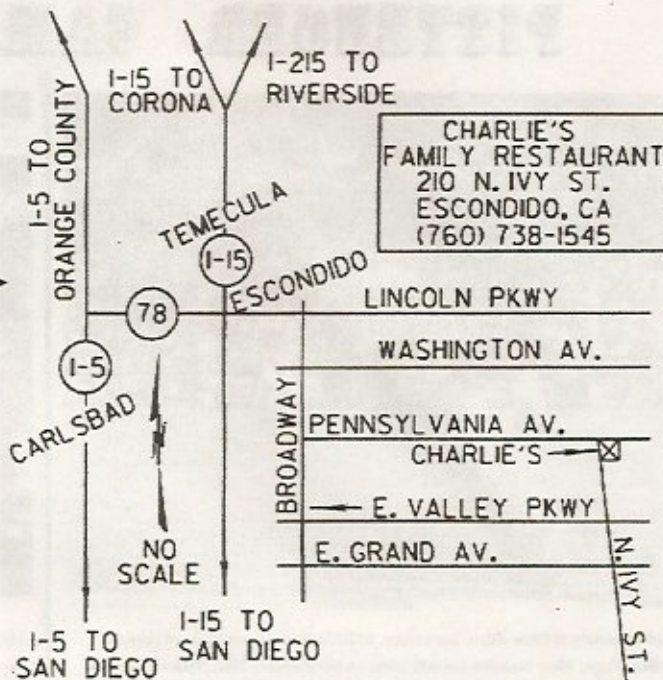 I-5 TO
ORANGE COUNTY
I-15 TO
CORONA
I-215 TO
RIVERSIDE
CHARLIE'S
FAMILY RESTAURANT
210 N. IVY ST.
ESCONDIDO, CA
(760) 738-1545
TEMECULA
I-15
ESCONDIDO
78
LINCOLN PKWY
I-5
CARLSBAD
WASHINGTON AV.
BROADWAY
PENNSYLVANIA AV.
CHARLIE'S
E. VALLEY PKWY
E. GRAND AV.
N. IVY ST.
NO
SCALE
I-5 TO
SAN DIEGO
I-15 TO
SAN DIEGO